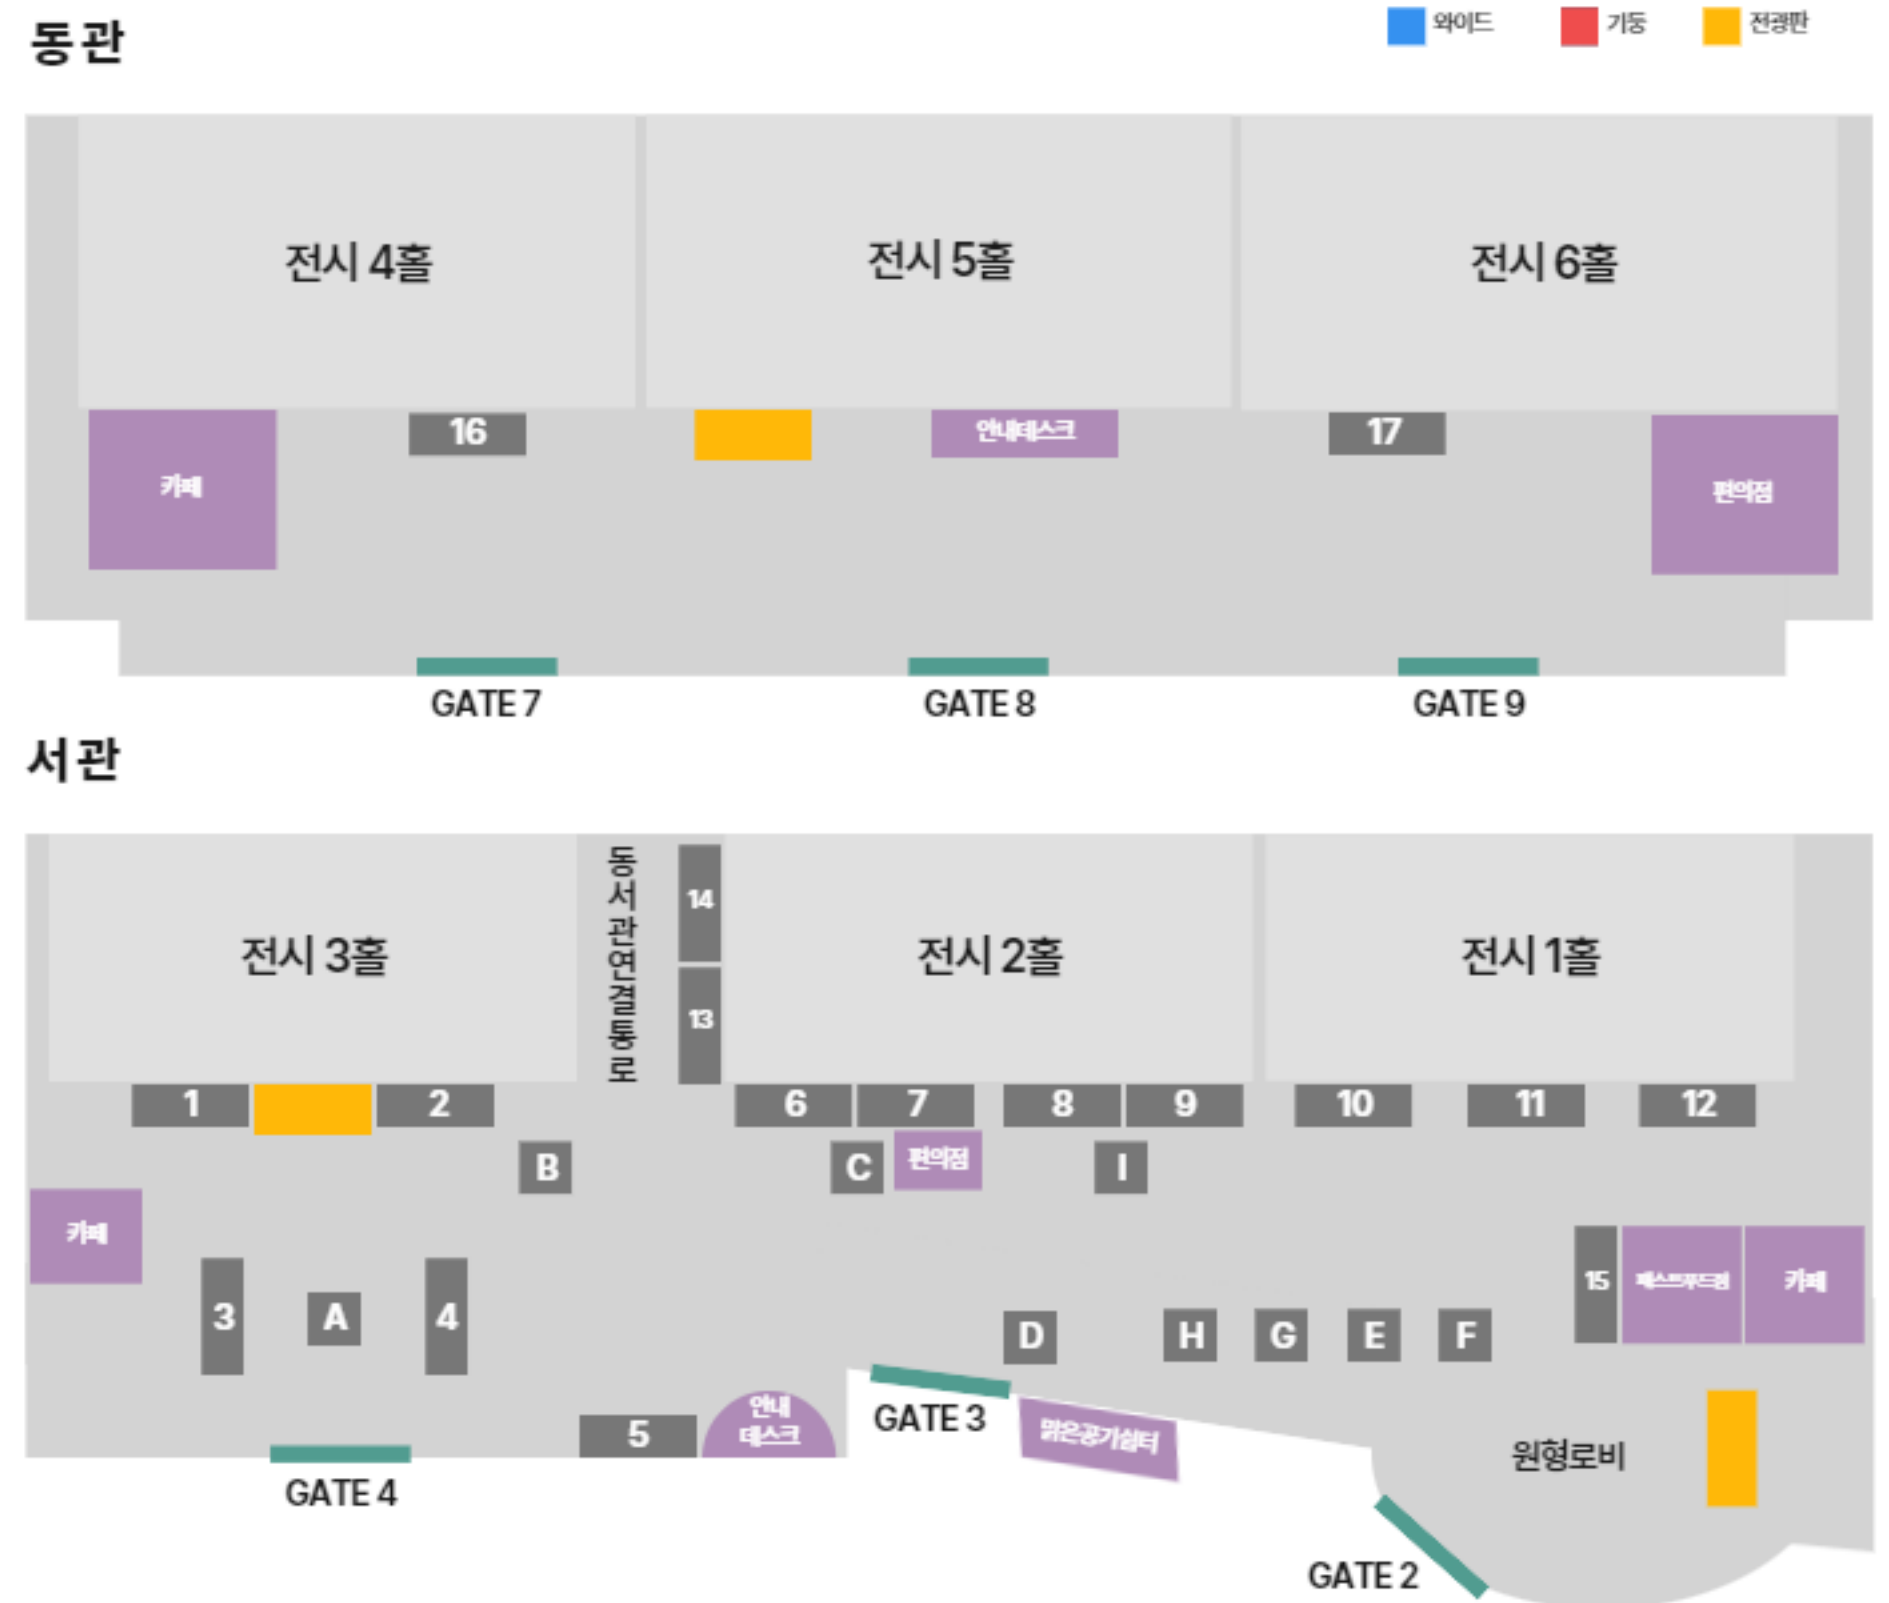 동관
와이드
기둥
전광판
전시 4홀
전시 5홀
전시 6홀
16
안내데스크
17
카페
편의점
GATE 7
GATE 8
GATE 9
서관
동서관연결통로
14
13
전시 3홀
전시 2홀
전시 1홀
1
2
6
7
8
9
10
11
12
B
C
편의점
I
카페
3
A
4
D
H
G
E
F
15
패스트푸드점
카페
5
안내
데스크
GATE 3
맑은공기쉼터
원형로비
GATE 4
GATE 2